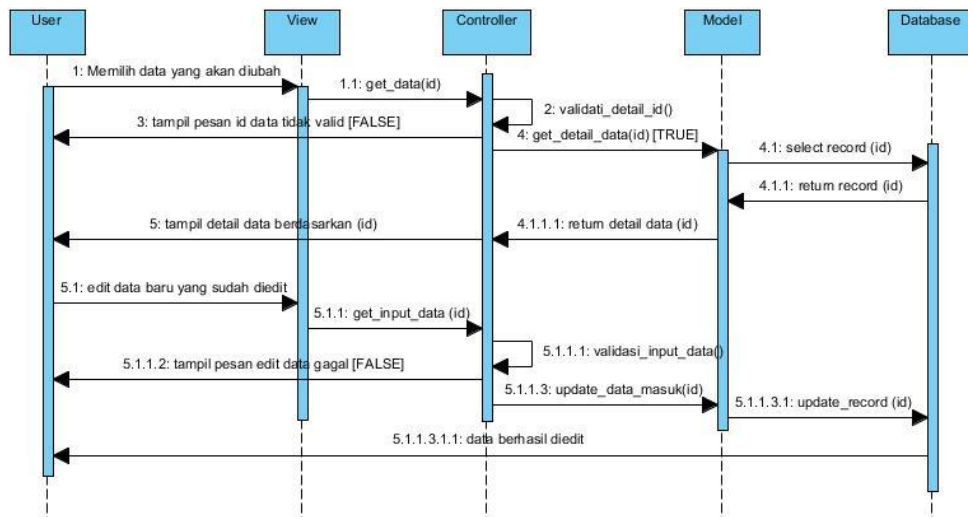 User
View
Controller
Model
Database
1: Memilih data yang akan diubah
1.1: get_data(id)
2: validati_detail_id()
3: tampil pesan id data tidak valid [FALSE]
4: get_detail_data(id) [TRUE]
4.1: select record (id)
4.1.1: return record (id)
5: tampil detail data berdasarkan (id)
4.1.1.1: return detail data (id)
5.1: edit data baru yang sudah diedit
5.1.1: get_input_data (id)
5.1.1.1: validasi_input_data()
5.1.1.2: tampil pesan edit data gagal [FALSE]
5.1.1.3: update_data_masuk(id)
5.1.1.3.1: update_record (id)
5.1.1.3.1.1: data berhasil diedit